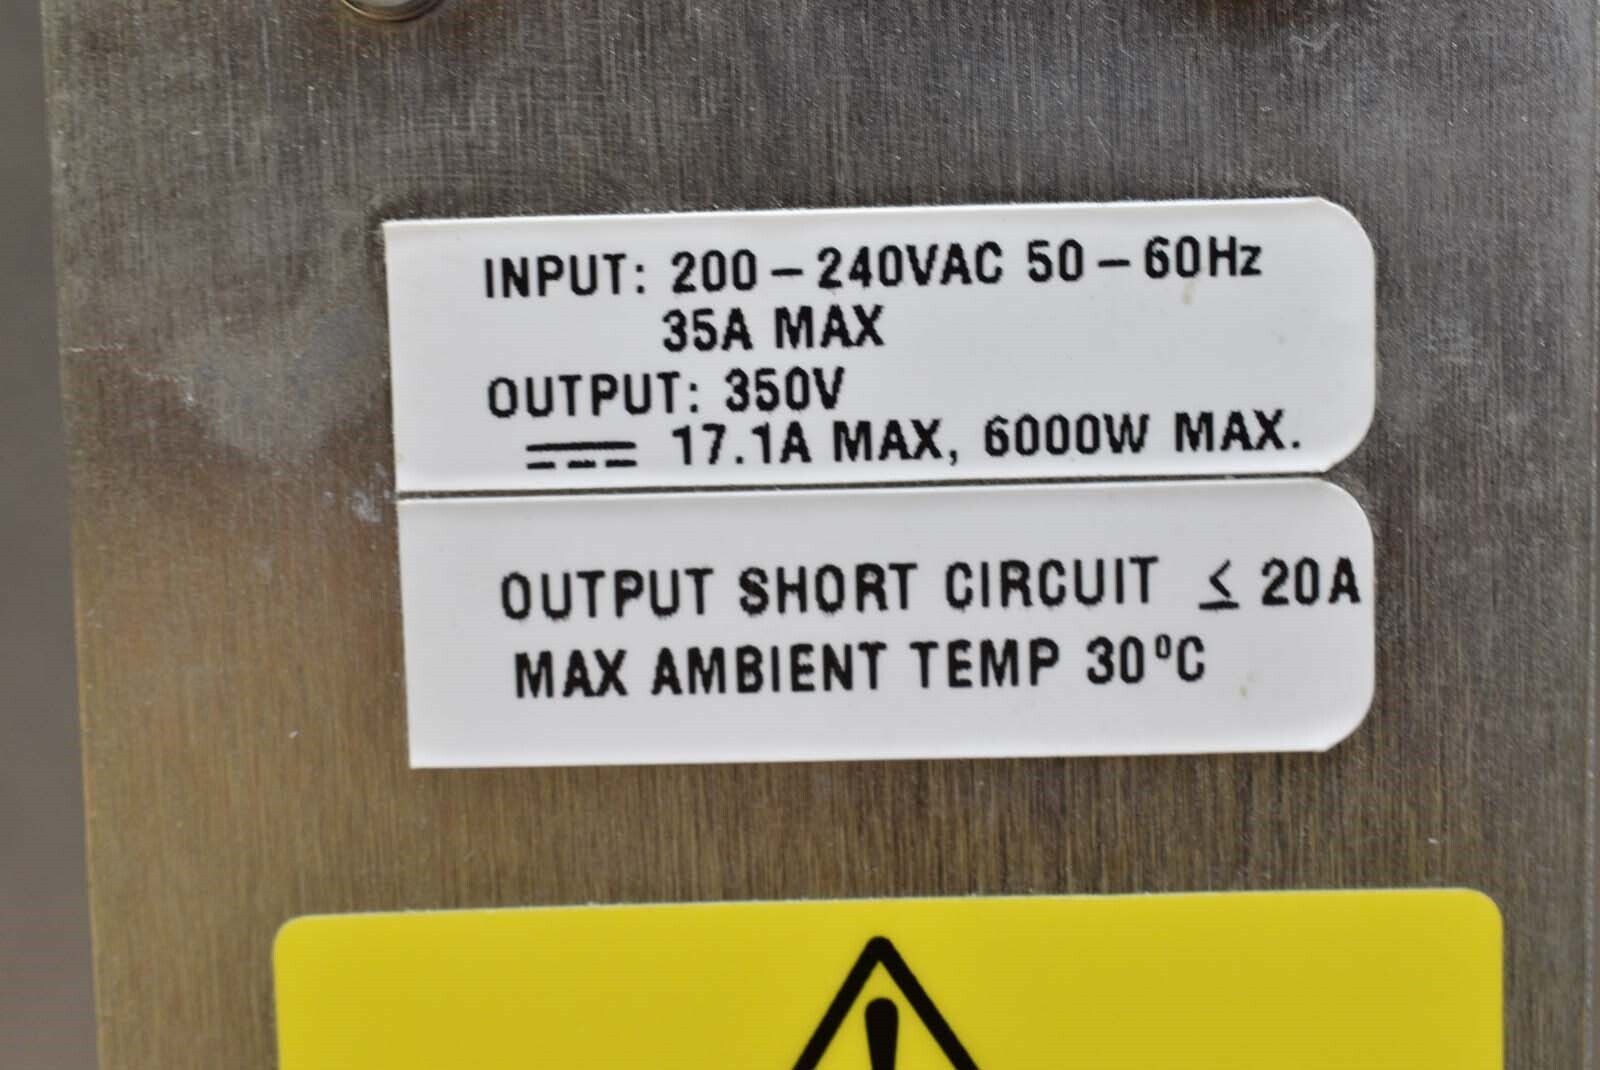 INPUT: 200 – 240VAC 50 – 60Hz
35A MAX
OUTPUT: 350V
⎓ 17.1A MAX, 6000W MAX.
OUTPUT SHORT CIRCUIT ≤ 20A
MAX AMBIENT TEMP 30⁰C